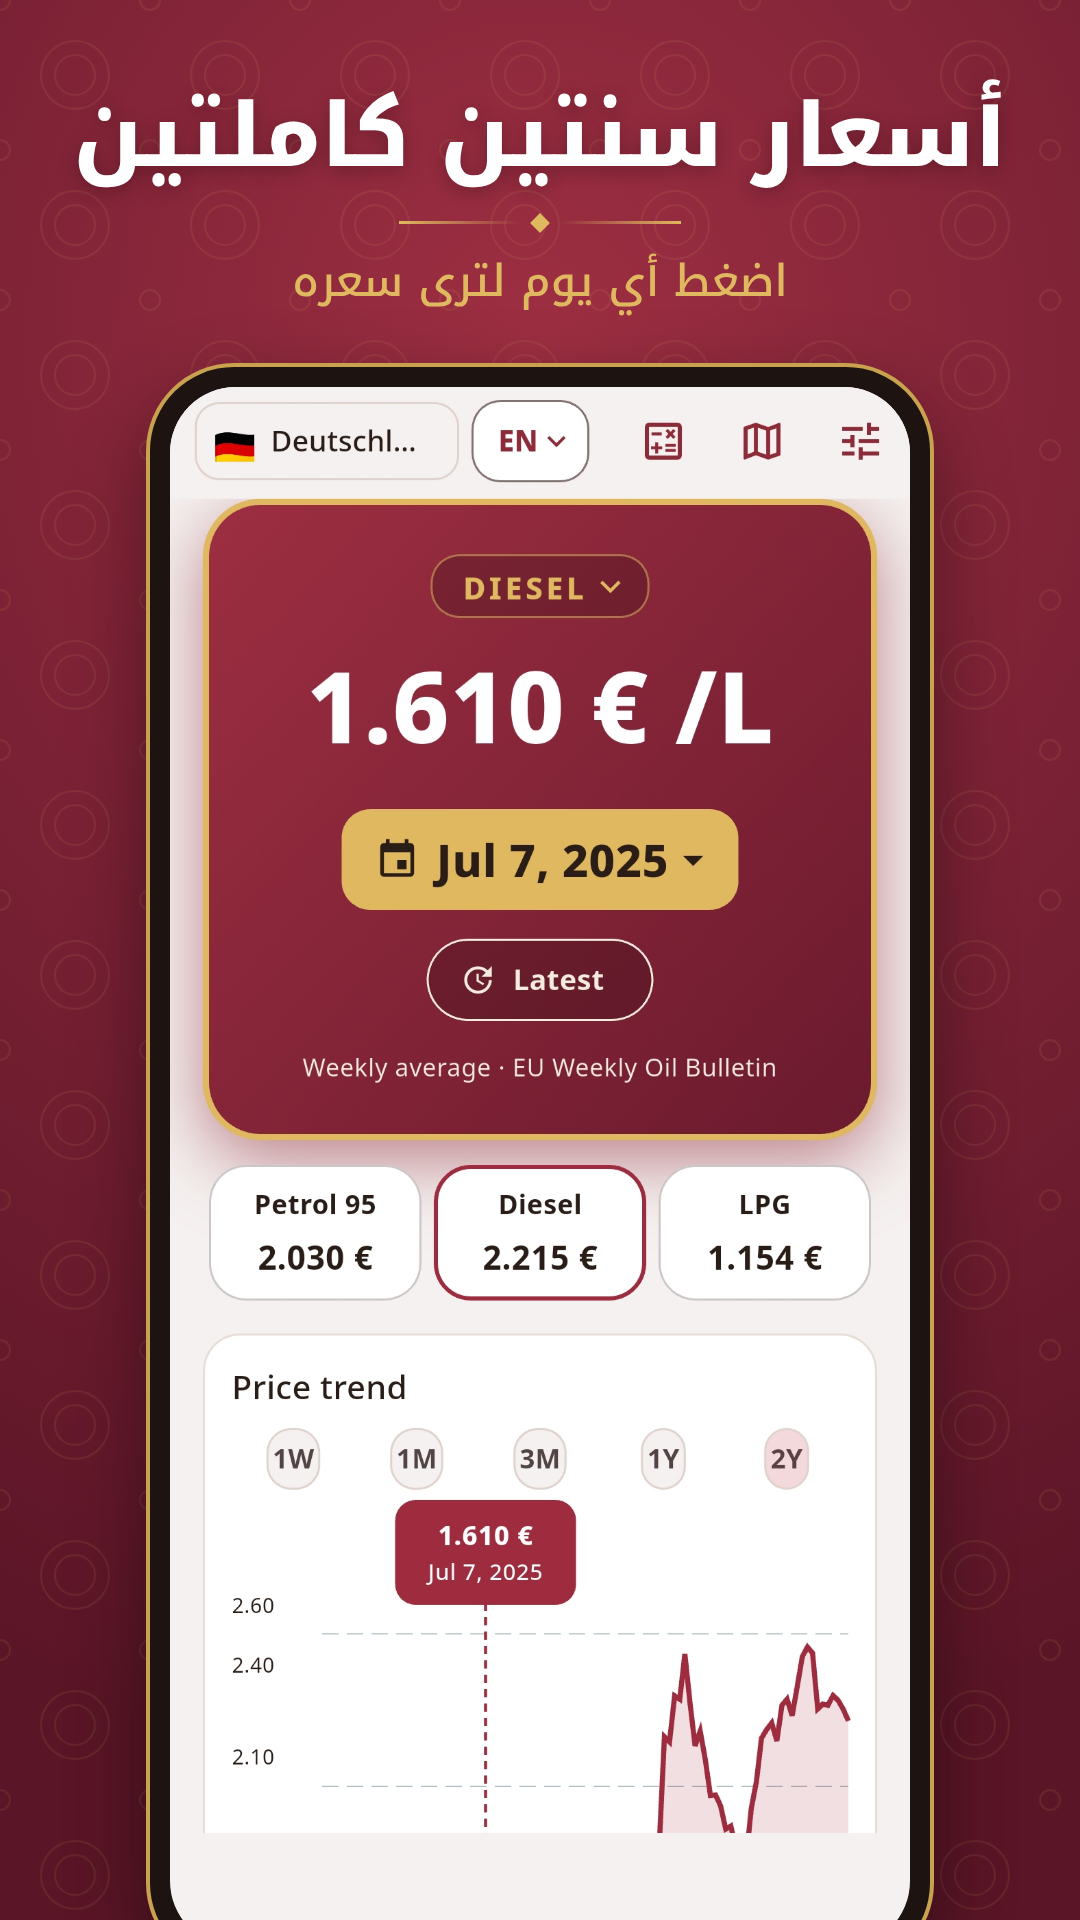 أسعار سنتين كاملتين
اضغط أي يوم لترى سعره
Deutschl... EN
DIESEL
1.610 € /L
Jul 7, 2025
Latest
Weekly average · EU Weekly Oil Bulletin
Petrol 95 Diesel LPG
2.030 € 2.215 € 1.154 €
Price trend
1W 1M 3M 1Y 2Y
1.610 €
Jul 7, 2025
2.60
2.40
2.10